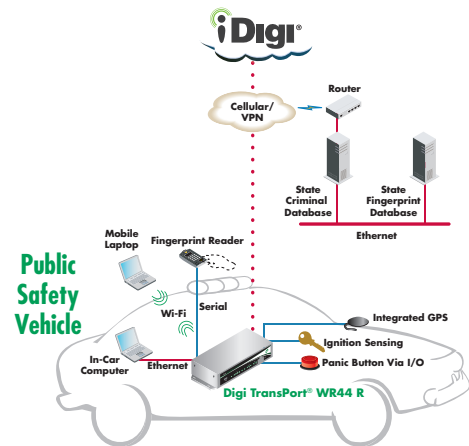 iDigi®
Cellular/
VPN
Router
State
Criminal
Database
State
Fingerprint
Database
Ethernet
Mobile
Laptop
Fingerprint Reader
Public
Safety
Vehicle
Wi-Fi
Serial
Integrated GPS
Ignition Sensing
In-Car
Computer
Ethernet
Panic Button Via I/O
Digi TransPort® WR44 R